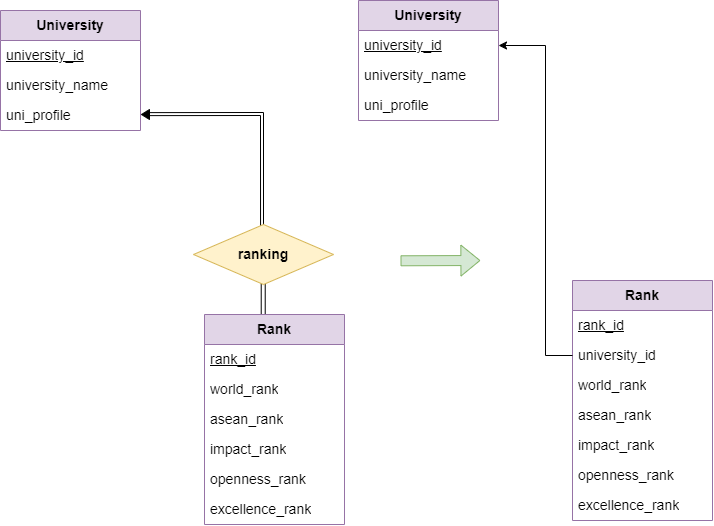 University
university_id
university_name
uni_profile
ranking
Rank
rank_id
world_rank
asean_rank
impact_rank
openness_rank
excellence_rank
University
university_id
university_name
uni_profile
Rank
rank_id
university_id
world_rank
asean_rank
impact_rank
openness_rank
excellence_rank